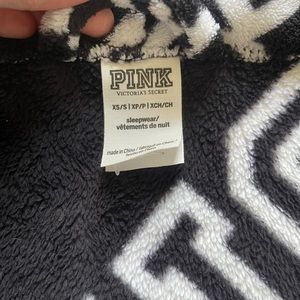 PINK
VICTORIA'S SECRET
XS/S | XP/P | XCH/CH
sleepwear/
vêtements de nuit
made in China /